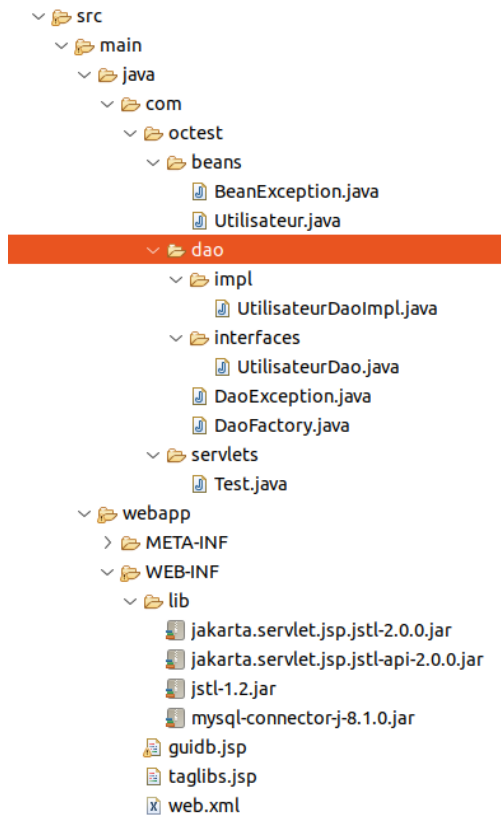 src
main
java
com
octest
beans
BeanException.java
Utilisateur.java
dao
impl
UtilisateurDaoImpl.java
interfaces
UtilisateurDao.java
DaoException.java
DaoFactory.java
servlets
Test.java
webapp
META-INF
WEB-INF
lib
jakarta.servlet.jsp.jstl-2.0.0.jar
jakarta.servlet.jsp.jstl-api-2.0.0.jar
jstl-1.2.jar
mysql-connector-j-8.1.0.jar
guidb.jsp
taglibs.jsp
web.xml